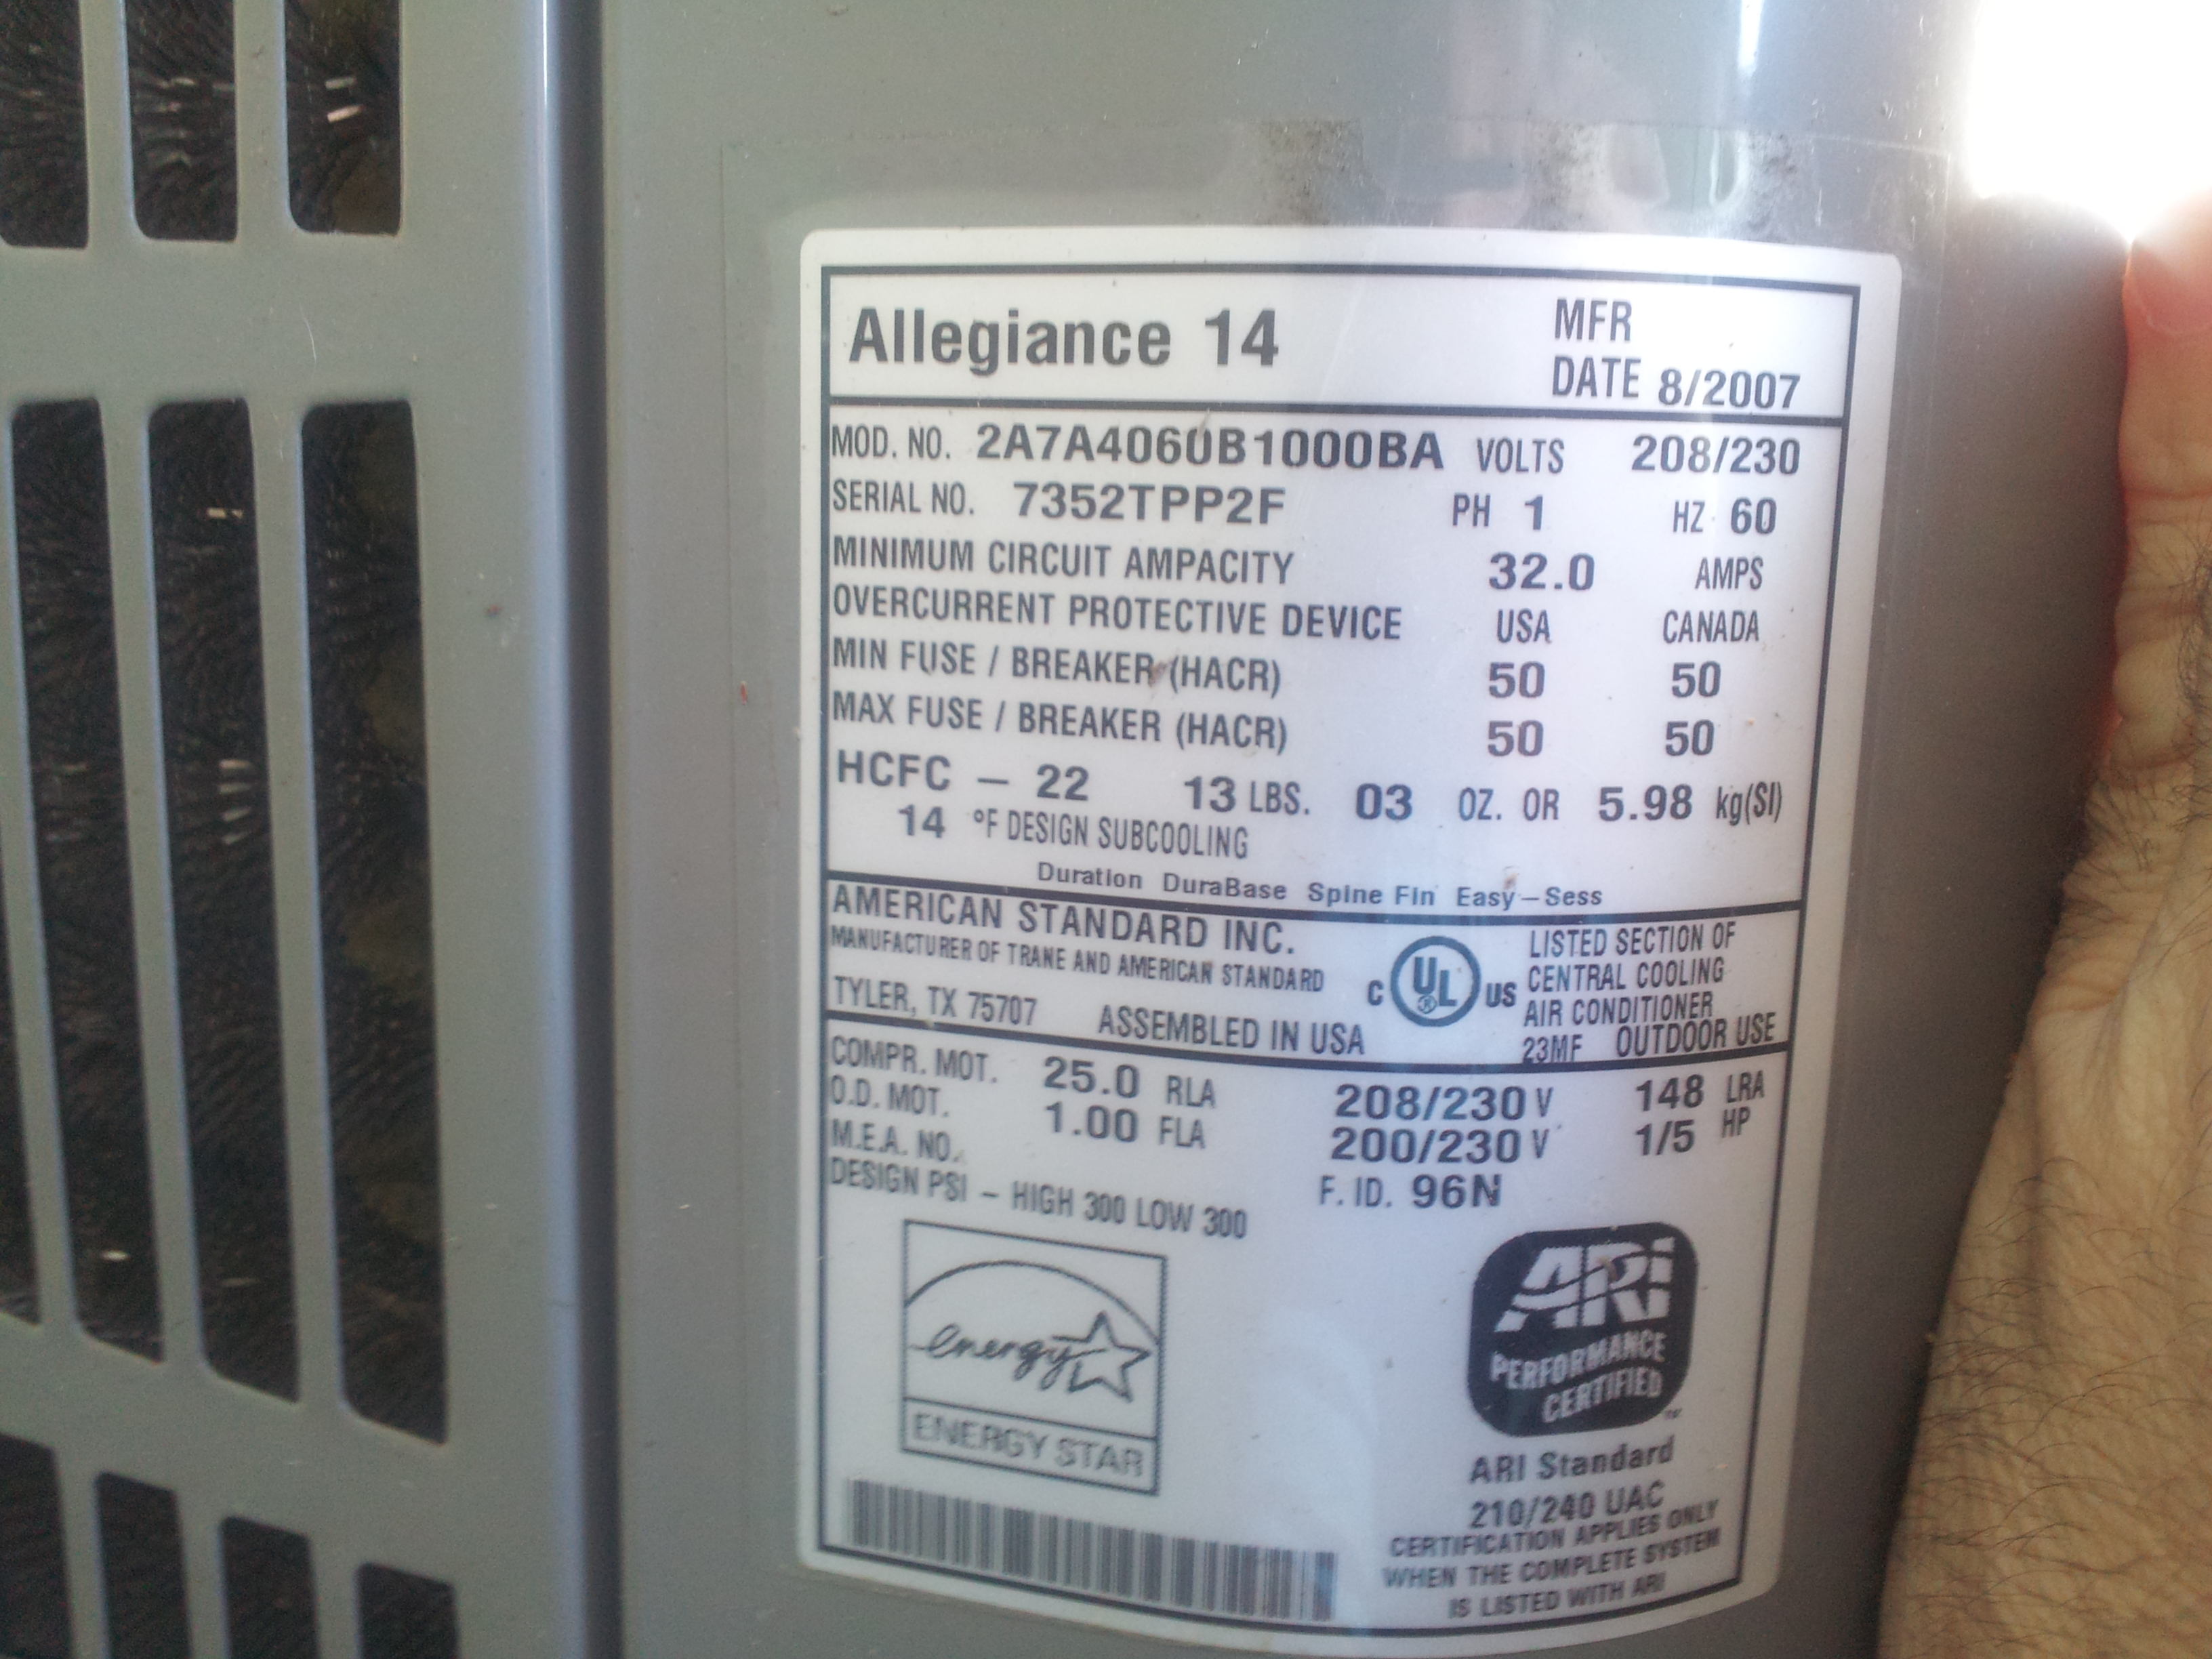 Allegiance 14
MFR
DATE 8/2007
MOD. NO. 2A7A4060B1000BA VOLTS 208/230
SERIAL NO. 7352TPP2F PH 1 HZ 60
MINIMUM CIRCUIT AMPACITY 32.0 AMPS
OVERCURRENT PROTECTIVE DEVICE USA CANADA
MIN FUSE / BREAKER (HACR) 50 50
MAX FUSE / BREAKER (HACR) 50 50
HCFC – 22 13 LBS. 03 OZ. OR 5.98 kg(SI)
14 °F DESIGN SUBCOOLING
Duration DuraBase Spine Fin Easy–Sess
AMERICAN STANDARD INC.
MANUFACTURER OF TRANE AND AMERICAN STANDARD
TYLER, TX 75707 ASSEMBLED IN USA
C UL ® US
LISTED SECTION OF
CENTRAL COOLING
AIR CONDITIONER
23MF OUTDOOR USE
COMPR. MOT. 25.0 RLA 208/230 V 148 LRA
O.D. MOT. 1.00 FLA 200/230 V 1/5 HP
M.E.A. NO. F. ID. 96N
DESIGN PSI – HIGH 300 LOW 300
energy
ENERGY STAR
ARI
PERFORMANCE
CERTIFIED ™
ARI Standard
210/240 UAC
CERTIFICATION APPLIES ONLY
WHEN THE COMPLETE SYSTEM
IS LISTED WITH ARI